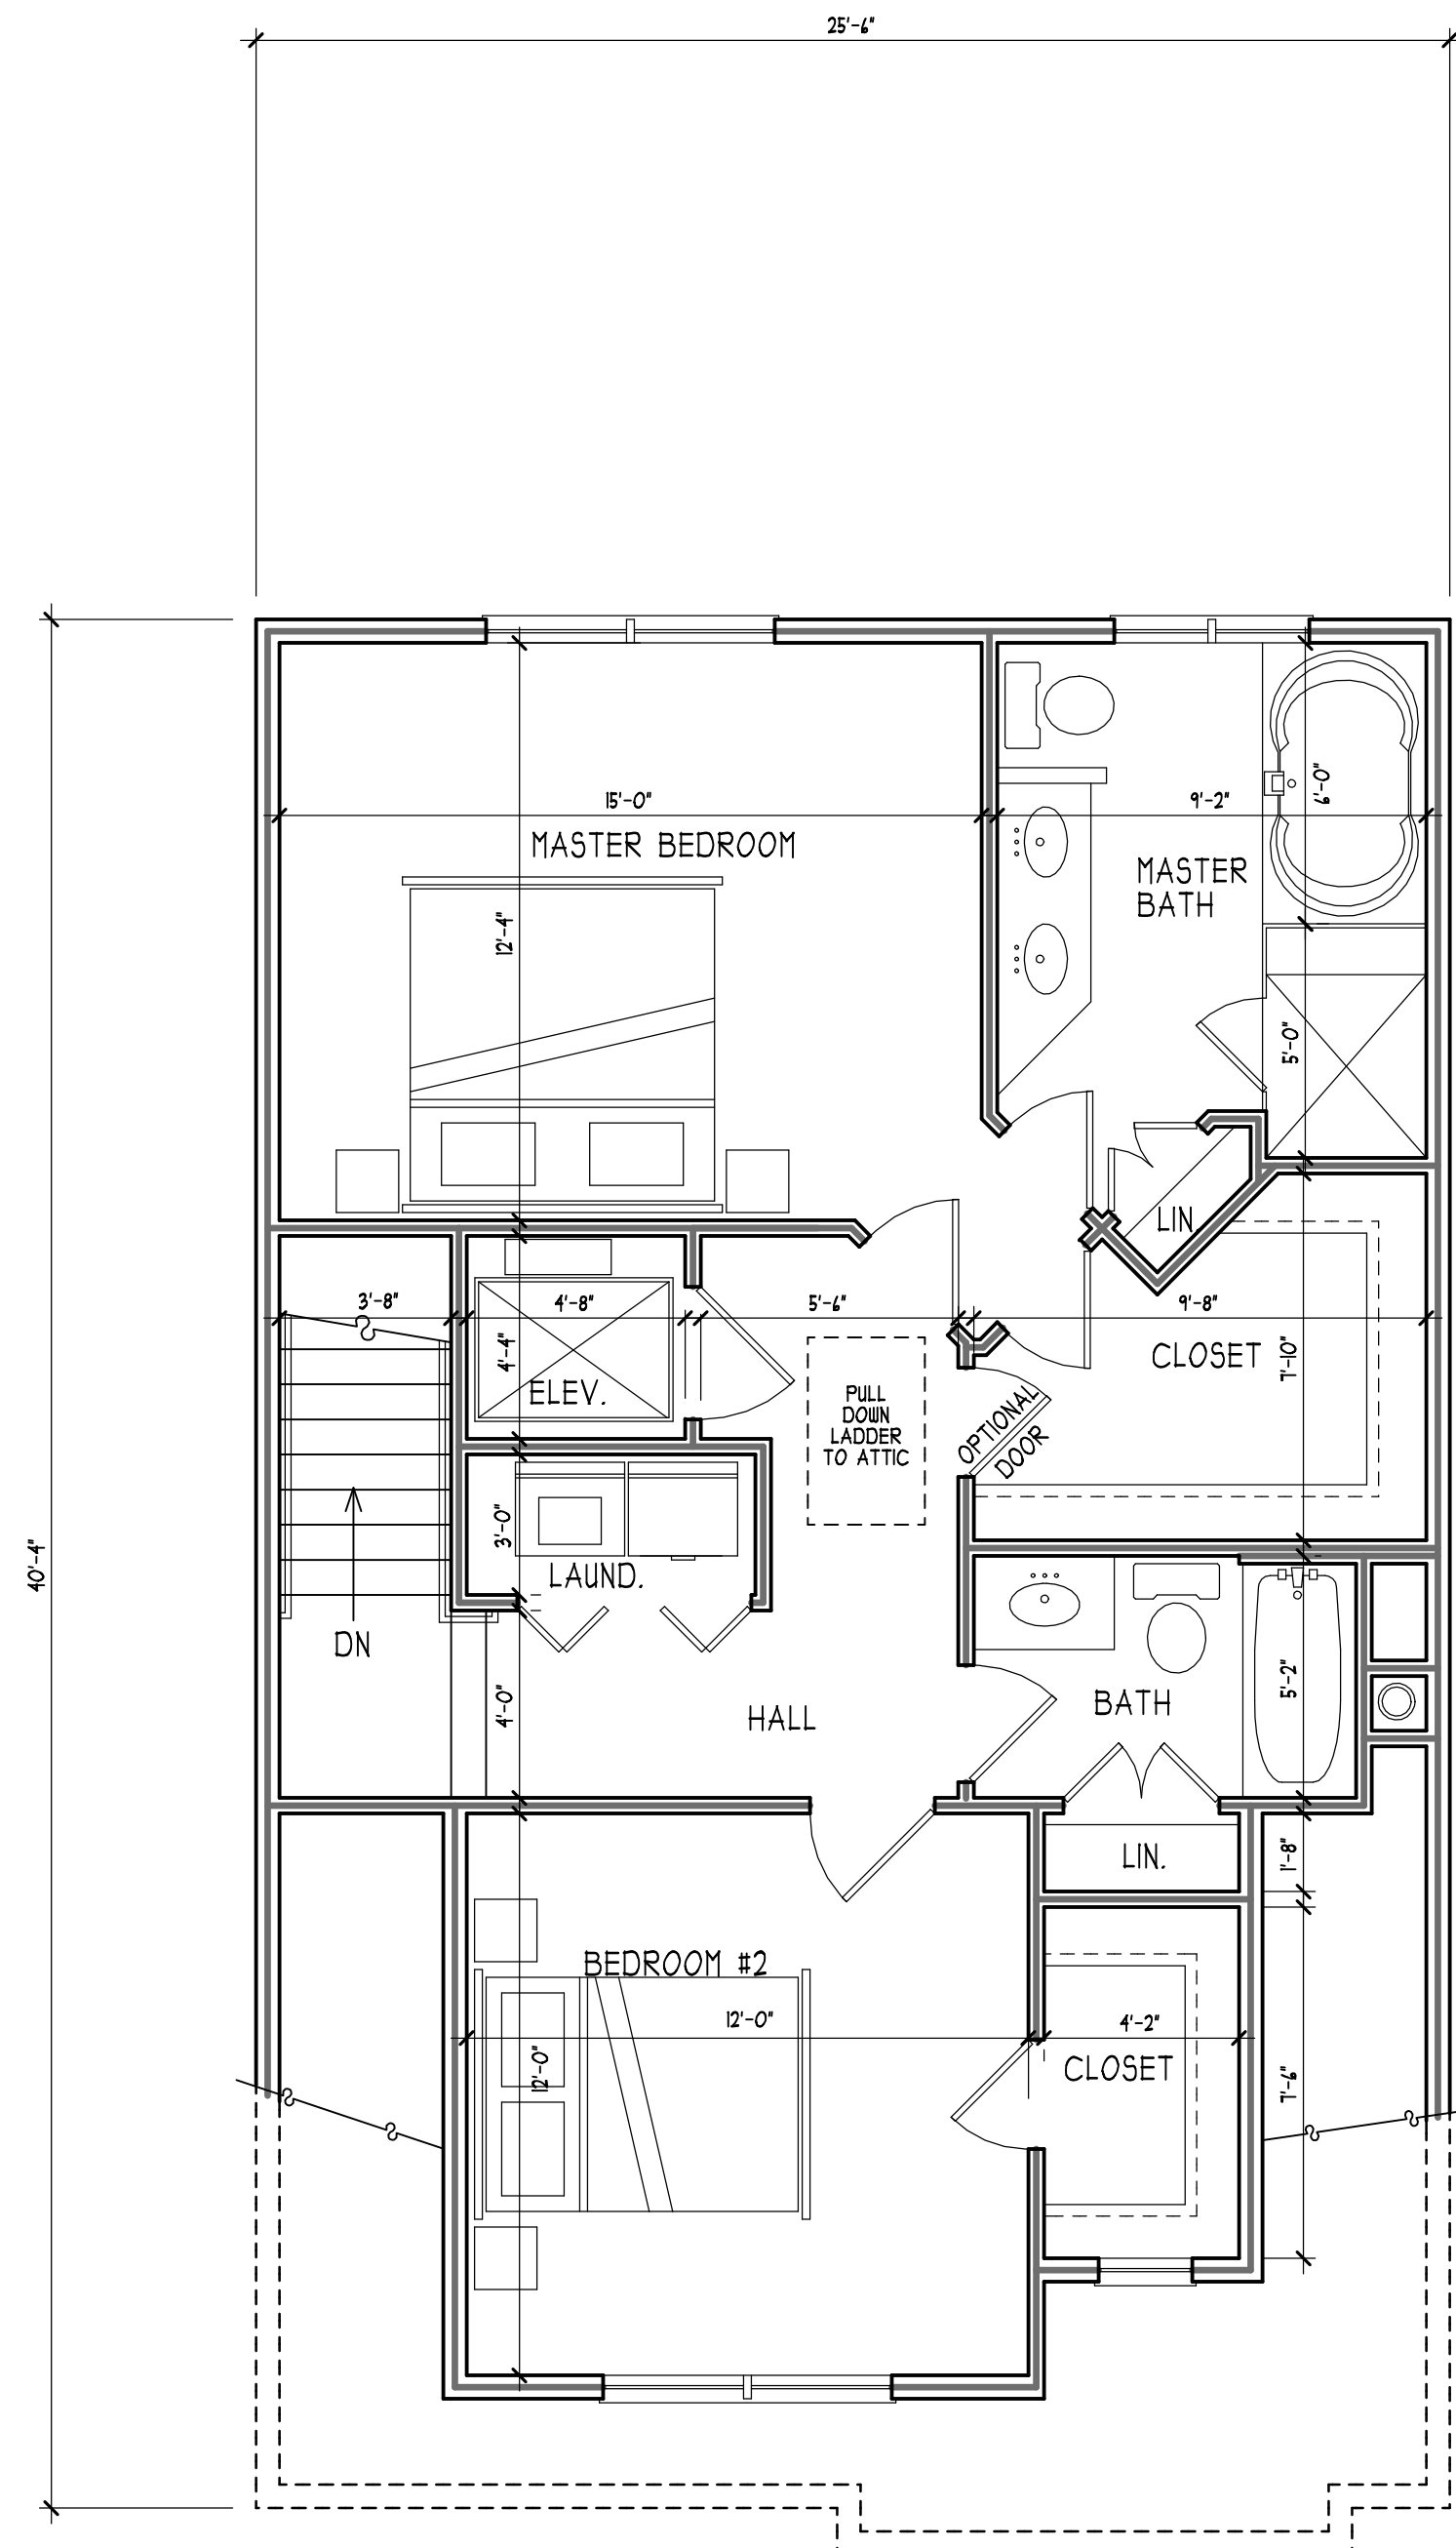 25'-6"
15'-0"
9'-2"
6'-0"
MASTER BEDROOM
MASTER
BATH
12'-4"
5'-0"
LIN.
3'-8"
4'-8"
5'-6"
9'-8"
4'-4"
ELEV.
CLOSET
7'-10"
PULL
DOWN
LADDER
TO ATTIC
OPTIONAL
DOOR
3'-0"
40'-4"
LAUND.
DN
4'-0"
HALL
BATH
5'-2"
LIN.
1'-8"
BEDROOM #2
12'-0"
4'-2"
12'-0"
CLOSET
7'-6"